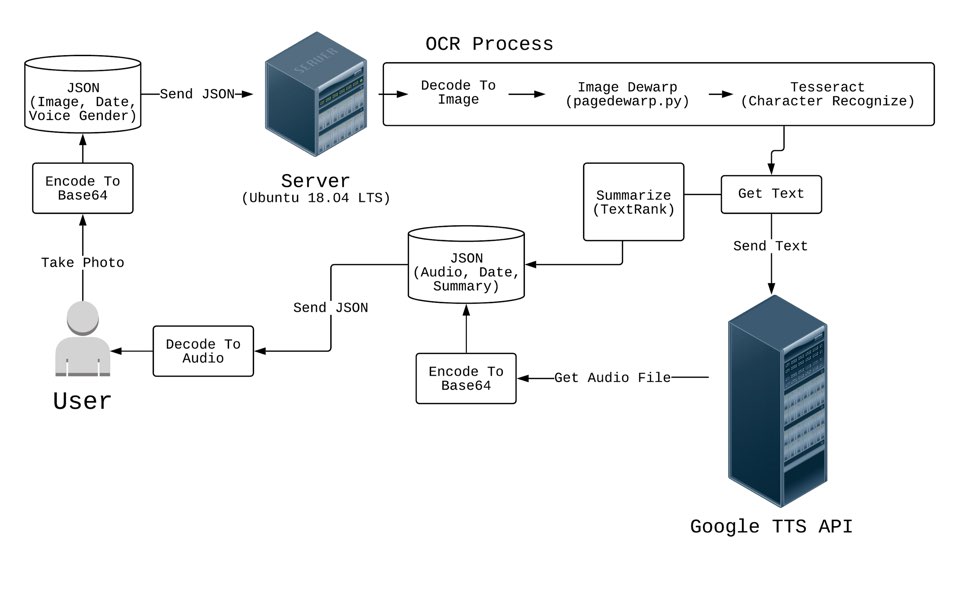 OCR Process
JSON
(Image, Date,
Voice Gender)
Send JSON
SERVER
Decode To
Image
Image Dewarp
(pagedewarp.py)
Tesseract
(Character Recognize)
Server
(Ubuntu 18.04 LTS)
Encode To
Base64
Summarize
(TextRank)
Get Text
Send Text
Take Photo
JSON
(Audio, Date,
Summary)
Send JSON
Decode To
Audio
User
Encode To
Base64
Get Audio File
Google TTS API